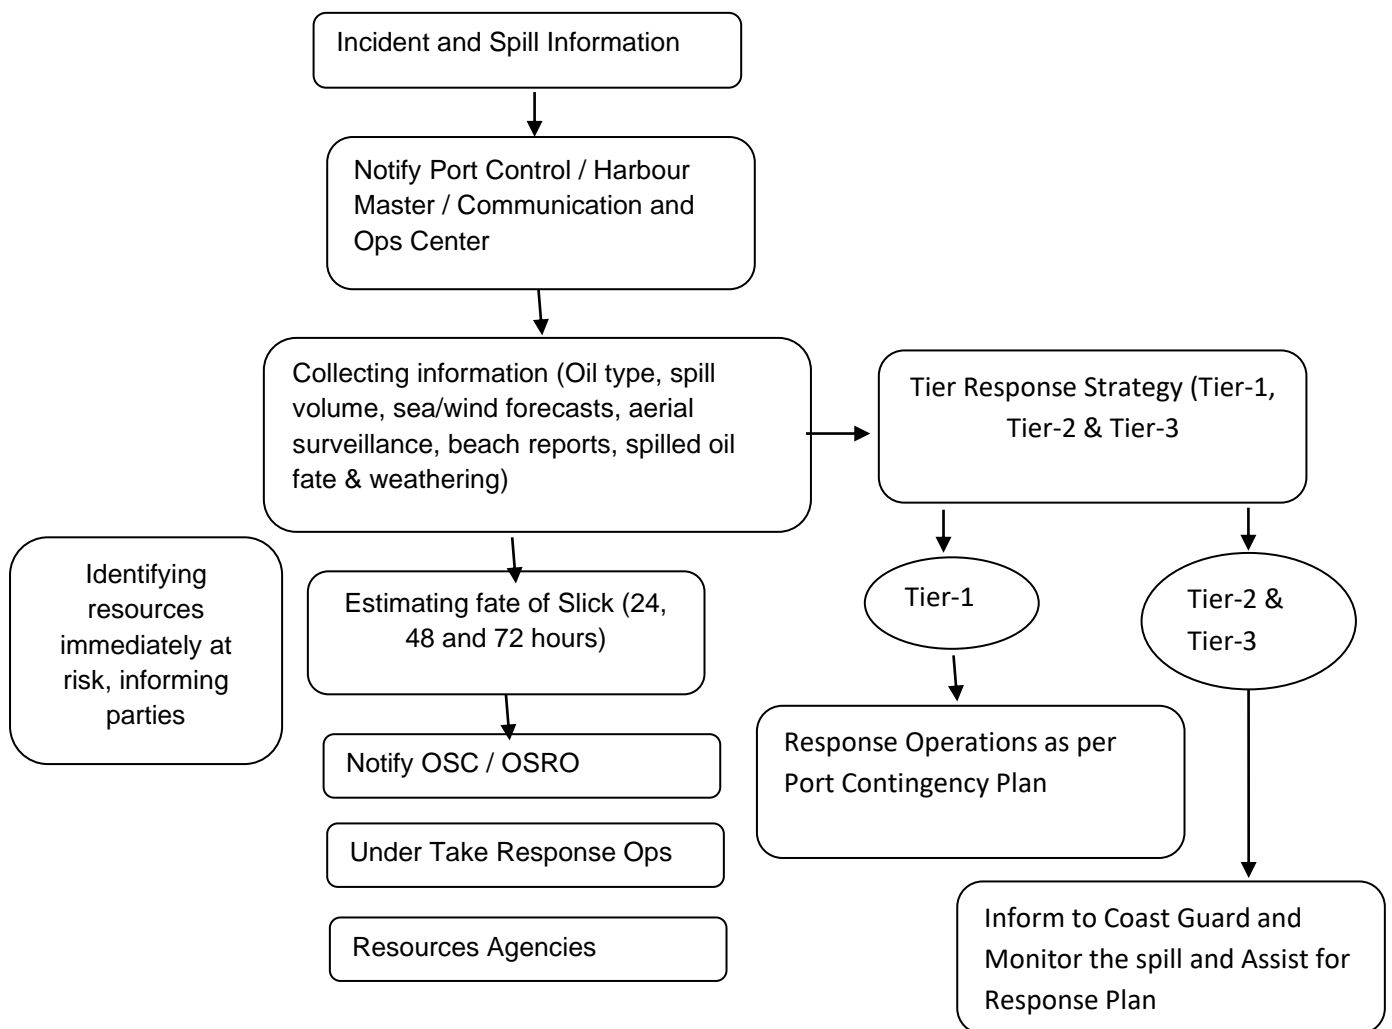 Incident and Spill Information
Notify Port Control / Harbour
Master / Communication and
Ops Center
Collecting information (Oil type, spill
volume, sea/wind forecasts, aerial
surveillance, beach reports, spilled oil
fate & weathering)
Tier Response Strategy (Tier-1,
Tier-2 & Tier-3
Identifying
resources
immediately at
risk, informing
parties
Estimating fate of Slick (24,
48 and 72 hours)
Tier-1
Tier-2 &
Tier-3
Notify OSC / OSRO
Response Operations as per
Port Contingency Plan
Under Take Response Ops
Resources Agencies
Inform to Coast Guard and
Monitor the spill and Assist for
Response Plan